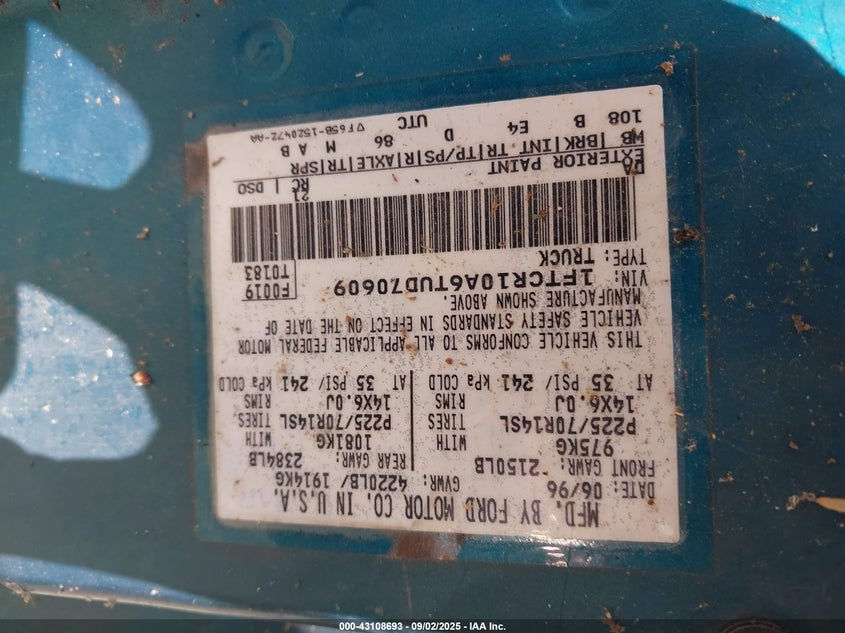 MFD. BY FORD MOTOR CO. IN U.S.A.
DATE: 06/96 GVWR: 4220LB/ 1914KG
FRONT GAWR: 2150LB REAR GAWR: 2384LB
975KG WITH 1081KG WITH
P225/70R14SL TIRES P225/70R14SL TIRES
14X6.0J RIMS 14X6.0J RIMS
AT 35 PSI/ 241 kPa COLD AT 35 PSI/ 241 kPa COLD
THIS VEHICLE CONFORMS TO ALL APPLICABLE FEDERAL MOTOR
VEHICLE SAFETY STANDARDS IN EFFECT ON THE DATE OF
MANUFACTURE SHOWN ABOVE.
VIN: 1FTCR10A6TUD70609 F0019
TYPE: TRUCK T0183
EXTERIOR PAINT RC DSO
DA 21
WB BRK INT TR TP/PS R AXLE TR SPR
108 B E4 D 86 M A B
UTC F65B-1520472-AA
000-43108693 - 09/02/2025 - IAA Inc.